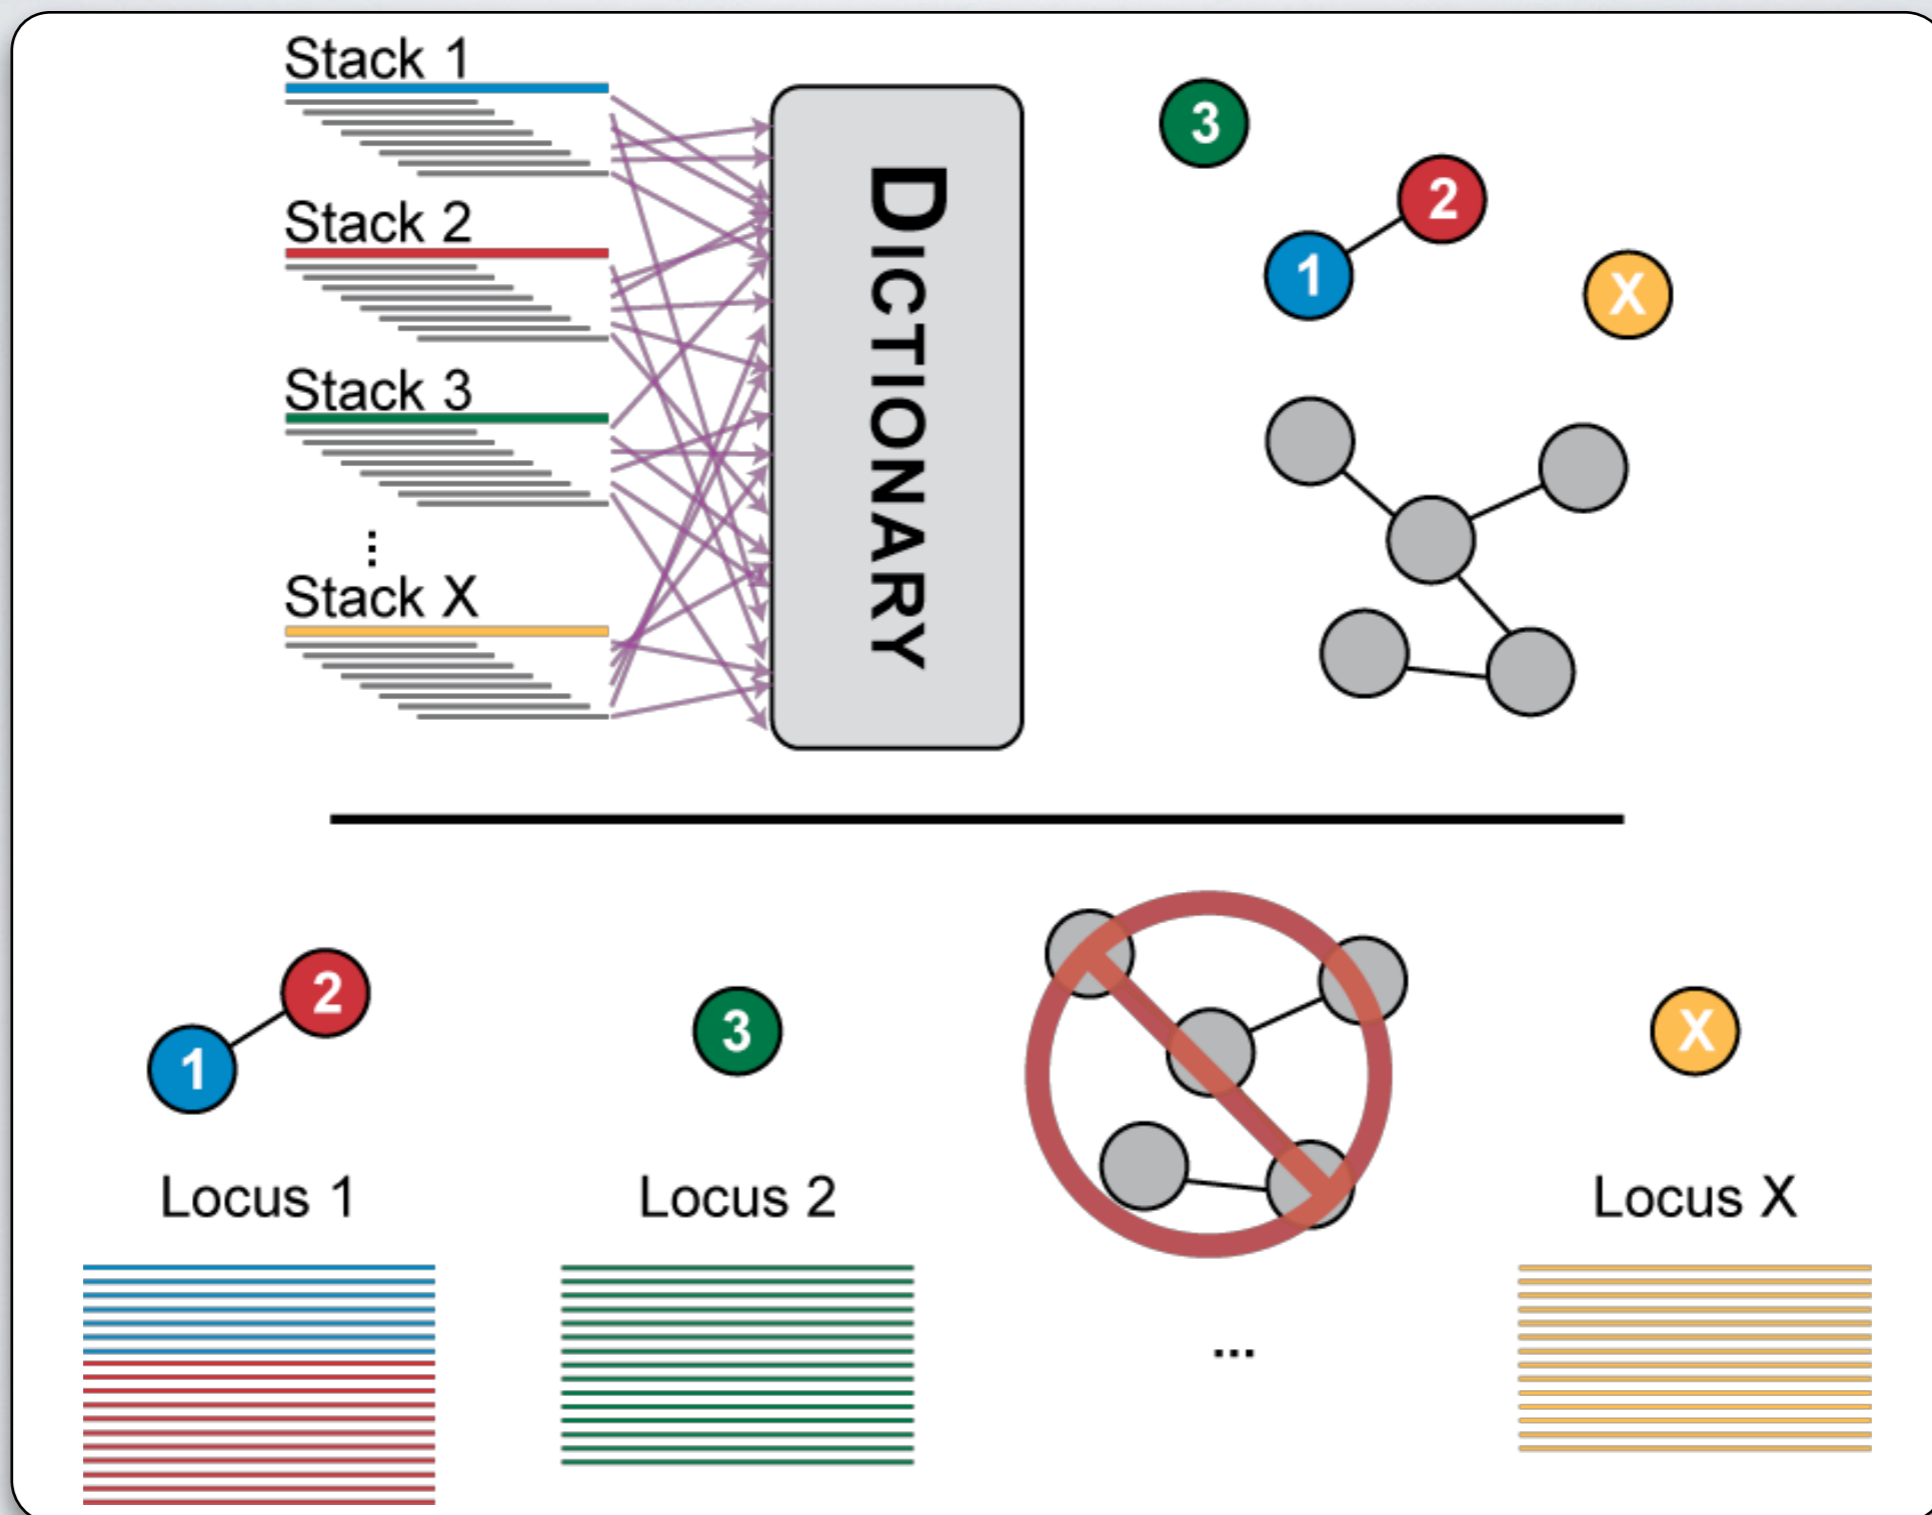 Stack 1
Stack 2
Stack 3
...
Stack X
DICTIONARY
3
2
1
X
2
1
3
X
Locus 1
Locus 2
Locus X
...